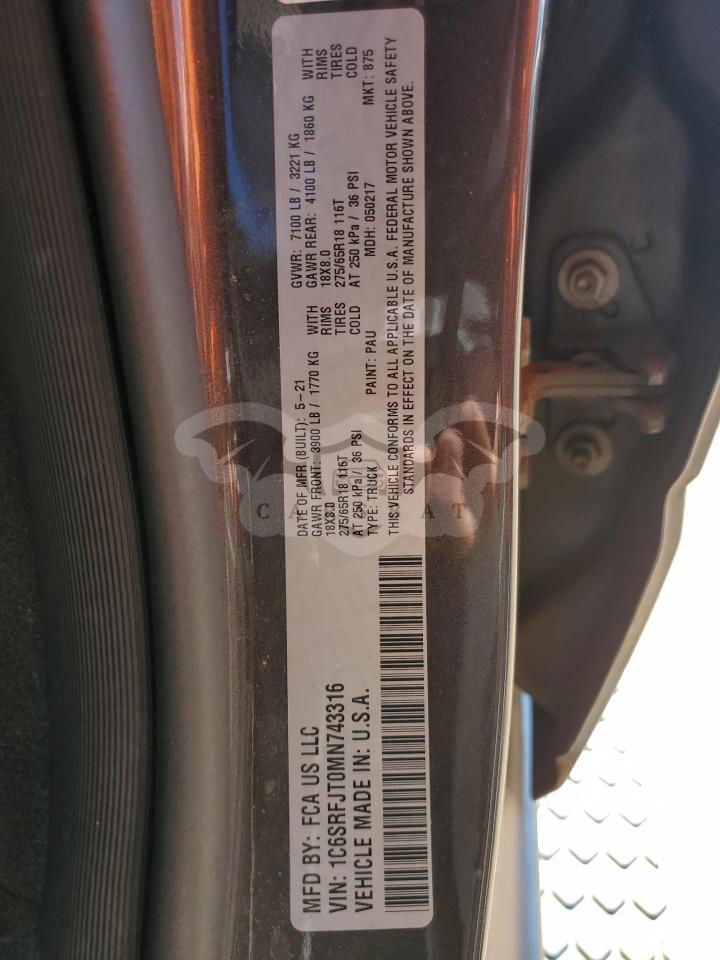 MFD BY: FCA US LLC
VIN: 1C6SRFJT0MN743316
VEHICLE MADE IN: U.S.A.
DATE OF MFR (BUILT): 5-21
GAWR FRONT: 3900 LB / 1770 KG WITH
18X8.0 RIMS
275/65R18 116T TIRES
AT 250 kPa / 36 PSI COLD
TYPE: TRUCK PAINT: PAU
GVWR: 7100 LB / 3221 KG
GAWR REAR: 4100 LB / 1860 KG WITH
18X8.0 RIMS
275/65R18 116T TIRES
AT 250 kPa / 36 PSI COLD
MDH: 050217 MKT: 875
THIS VEHICLE CONFORMS TO ALL APPLICABLE U.S.A. FEDERAL MOTOR VEHICLE SAFETY
STANDARDS IN EFFECT ON THE DATE OF MANUFACTURE SHOWN ABOVE.